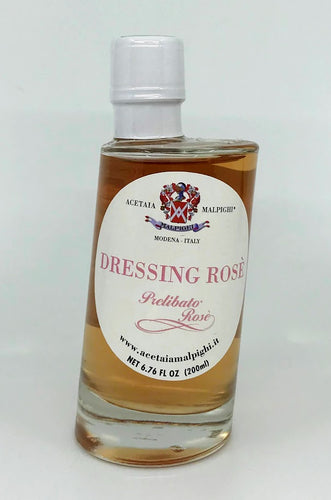 ACETAIA MALPIGHI®
MALPIGHI
MODENA - ITALY
DRESSING ROSÈ
Prelibato®
Rosè
www.acetaiamalpighi.it
NET 6.76 FL OZ (200ml)